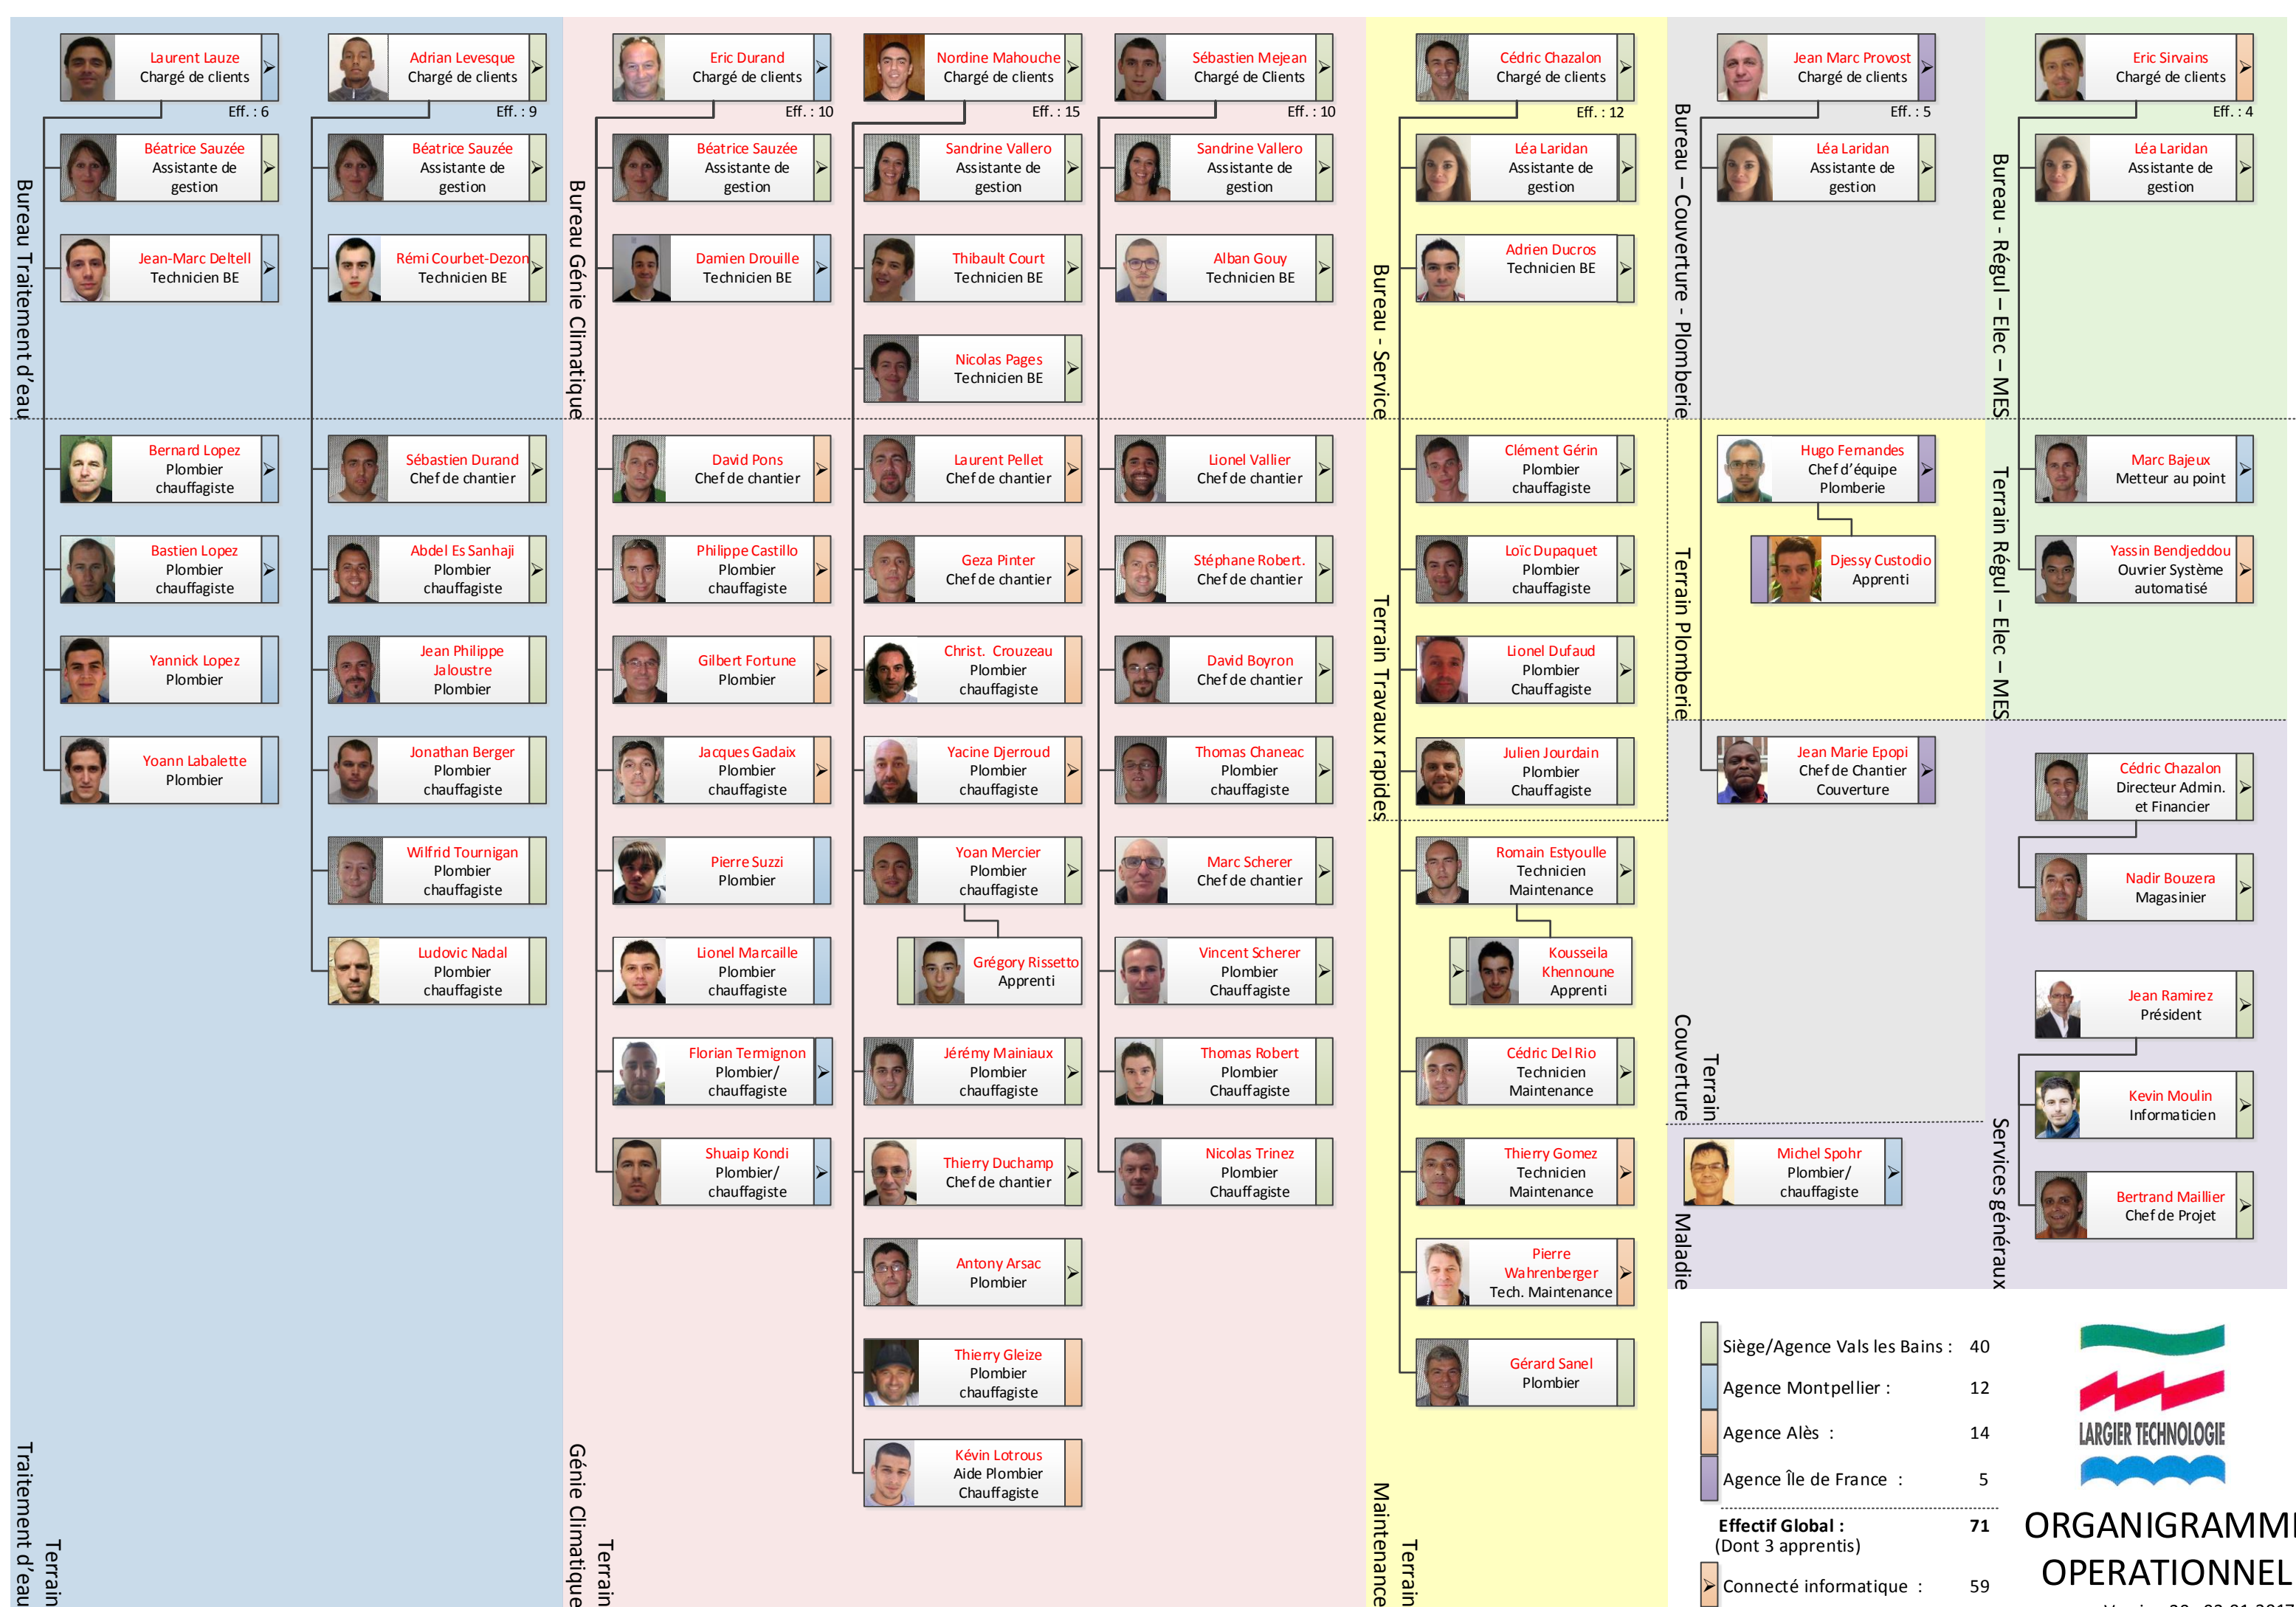 Bureau Traitement d'eau
Laurent Lauze
Chargé de clients
Eff. : 6
Béatrice Sauzée
Assistante de
gestion
Jean-Marc Deltell
Technicien BE
Bernard Lopez
Plombier
chauffagiste
Bastien Lopez
Plombier
chauffagiste
Yannick Lopez
Plombier
Yoann Labalette
Plombier
Adrian Levesque
Chargé de clients
Eff. : 9
Béatrice Sauzée
Assistante de
gestion
Rémi Courbet-Dezon
Technicien BE
Sébastien Durand
Chef de chantier
Abdel Es Sanhaji
Plombier
chauffagiste
Jean Philippe
Jaloustre
Plombier
Jonathan Berger
Plombier
chauffagiste
Wilfrid Tournigan
Plombier
chauffagiste
Ludovic Nadal
Plombier
chauffagiste
Terrain
Traitement d'eau
Bureau Génie Climatique
Eric Durand
Chargé de clients
Eff. : 10
Béatrice Sauzée
Assistante de
gestion
Damien Drouille
Technicien BE
David Pons
Chef de chantier
Philippe Castillo
Plombier
chauffagiste
Gilbert Fortune
Plombier
Jacques Gadaix
Plombier
chauffagiste
Pierre Suzzi
Plombier
Lionel Marcaille
Plombier
chauffagiste
Florian Termignon
Plombier/
chauffagiste
Shuaip Kondi
Plombier/
chauffagiste
Nordine Mahouche
Chargé de clients
Eff. : 15
Sandrine Vallero
Assistante de
gestion
Thibault Court
Technicien BE
Nicolas Pages
Technicien BE
Laurent Pellet
Chef de chantier
Geza Pinter
Chef de chantier
Christ. Crouzeau
Plombier
chauffagiste
Yacine Djerroud
Plombier
chauffagiste
Yoan Mercier
Plombier
chauffagiste
Grégory Rissetto
Apprenti
Jérémy Mainiaux
Plombier
chauffagiste
Thierry Duchamp
Chef de chantier
Antony Arsac
Plombier
Thierry Gleize
Plombier
chauffagiste
Kévin Lotrous
Aide Plombier
Chauffagiste
Sébastien Mejean
Chargé de Clients
Eff. : 10
Sandrine Vallero
Assistante de
gestion
Alban Gouy
Technicien BE
Lionel Vallier
Chef de chantier
Stéphane Robert.
Chef de chantier
David Boyron
Chef de chantier
Thomas Chaneac
Plombier
chauffagiste
Marc Scherer
Chef de chantier
Vincent Scherer
Plombier
Chauffagiste
Thomas Robert
Plombier
Chauffagiste
Nicolas Trinez
Plombier
Chauffagiste
Terrain
Génie Climatique
Bureau - Service
Cédric Chazalon
Chargé de clients
Eff. : 12
Léa Laridan
Assistante de
gestion
Adrien Ducros
Technicien BE
Terrain Travaux rapides
Clément Gérin
Plombier
chauffagiste
Loïc Dupaquet
Plombier
chauffagiste
Lionel Dufaud
Plombier
Chauffagiste
Julien Jourdain
Plombier
Chauffagiste
Romain Estyoulle
Technicien
Maintenance
Kousseila
Khennoune
Apprenti
Cédric Del Rio
Technicien
Maintenance
Thierry Gomez
Technicien
Maintenance
Pierre
Wahrenberger
Tech. Maintenance
Gérard Sanel
Plombier
Terrain
Maintenance
Bureau – Couverture - Plomberie
Jean Marc Provost
Chargé de clients
Eff. : 5
Léa Laridan
Assistante de
gestion
Terrain Plomberie
Hugo Fernandes
Chef d'équipe
Plomberie
Djessy Custodio
Apprenti
Jean Marie Epopi
Chef de Chantier
Couverture
Terrain
Couverture
Maladie
Michel Spohr
Plombier/
chauffagiste
Bureau - Régul – Elec – MES
Eric Sirvains
Chargé de clients
Eff. : 4
Léa Laridan
Assistante de
gestion
Terrain Régul – Elec – MES
Marc Bajeux
Metteur au point
Yassin Bendjeddou
Ouvrier Système
automatisé
Services généraux
Cédric Chazalon
Directeur Admin.
et Financier
Nadir Bouzera
Magasinier
Jean Ramirez
Président
Kevin Moulin
Informaticien
Bertrand Maillier
Chef de Projet
Siège/Agence Vals les Bains : 40
Agence Montpellier : 12
Agence Alès : 14
Agence Île de France : 5
Effectif Global : 71
(Dont 3 apprentis)
Connecté informatique : 59
LARGIER TECHNOLOGIE
ORGANIGRAMM
OPERATIONNEL